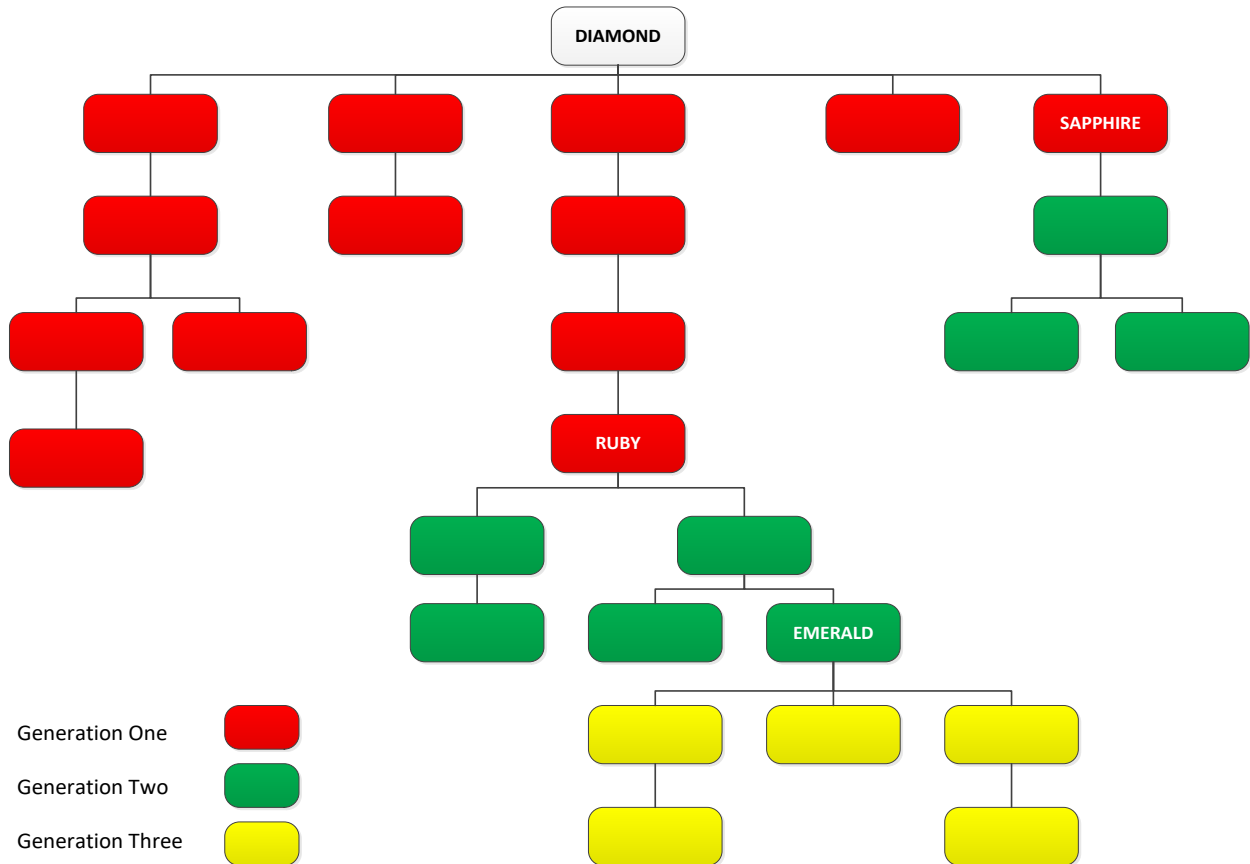 DIAMOND
SAPPHIRE
RUBY
EMERALD
Generation One
Generation Two
Generation Three